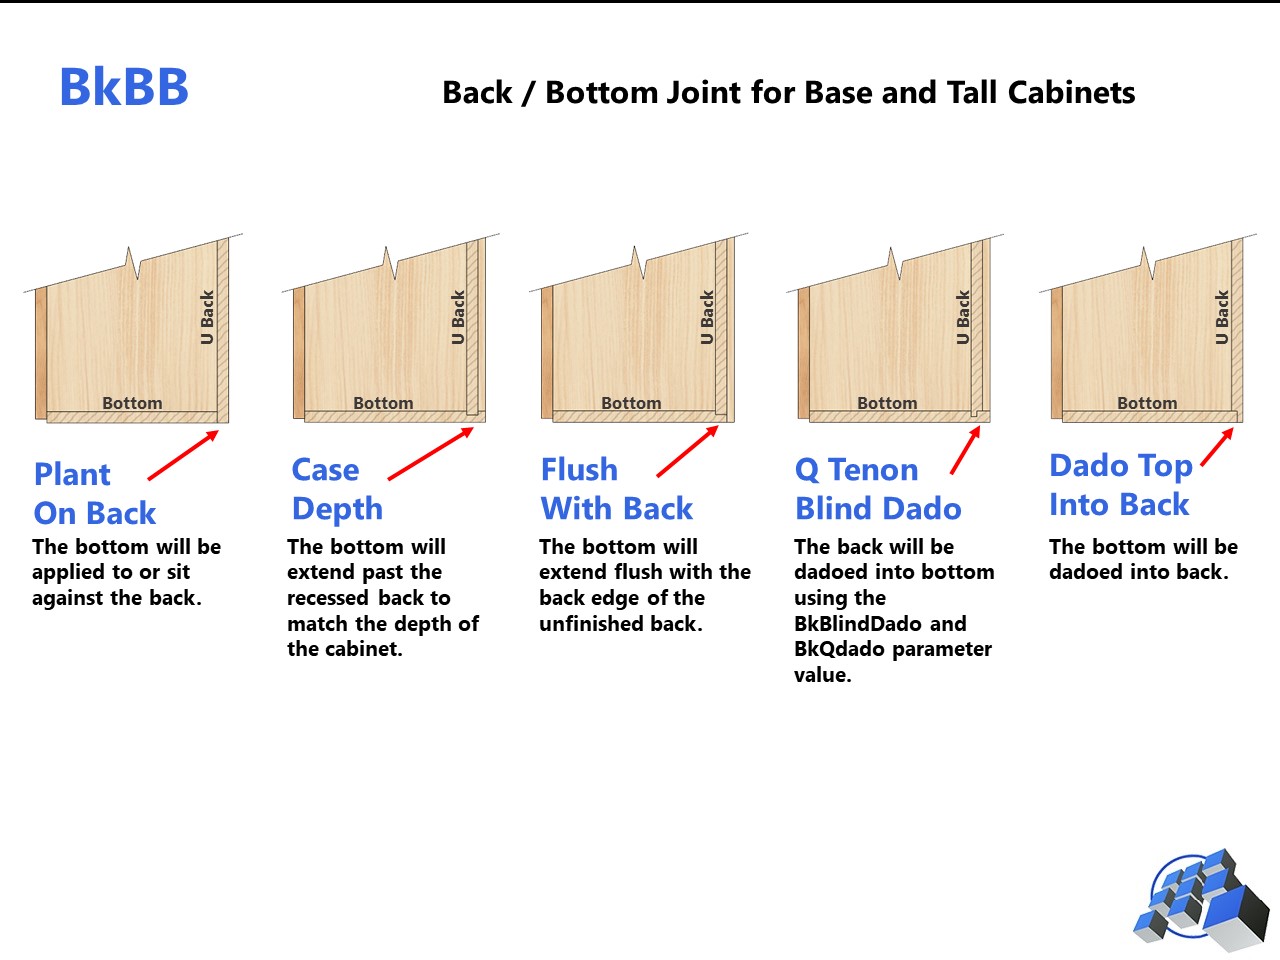 BkBB
Back / Bottom Joint for Base and Tall Cabinets
U Back
Bottom
U Back
Bottom
U Back
Bottom
U Back
Bottom
U Back
Bottom
Plant
On Back
The bottom will be
applied to or sit
against the back.
Case
Depth
The bottom will
extend past the
recessed back to
match the depth of
the cabinet.
Flush
With Back
The bottom will
extend flush with the
back edge of the
unfinished back.
Q Tenon
Blind Dado
The back will be
dadoed into bottom
using the
BkBlindDado and
BkQdado parameter
value.
Dado Top
Into Back
The bottom will be
dadoed into back.